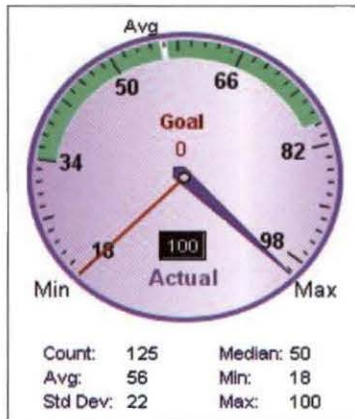 Avg
50
66
Goal
0
34
82
18
100
98
Min
Actual
Max
Count: 125 Median: 50
Avg: 56 Min: 18
Std Dev: 22 Max: 100